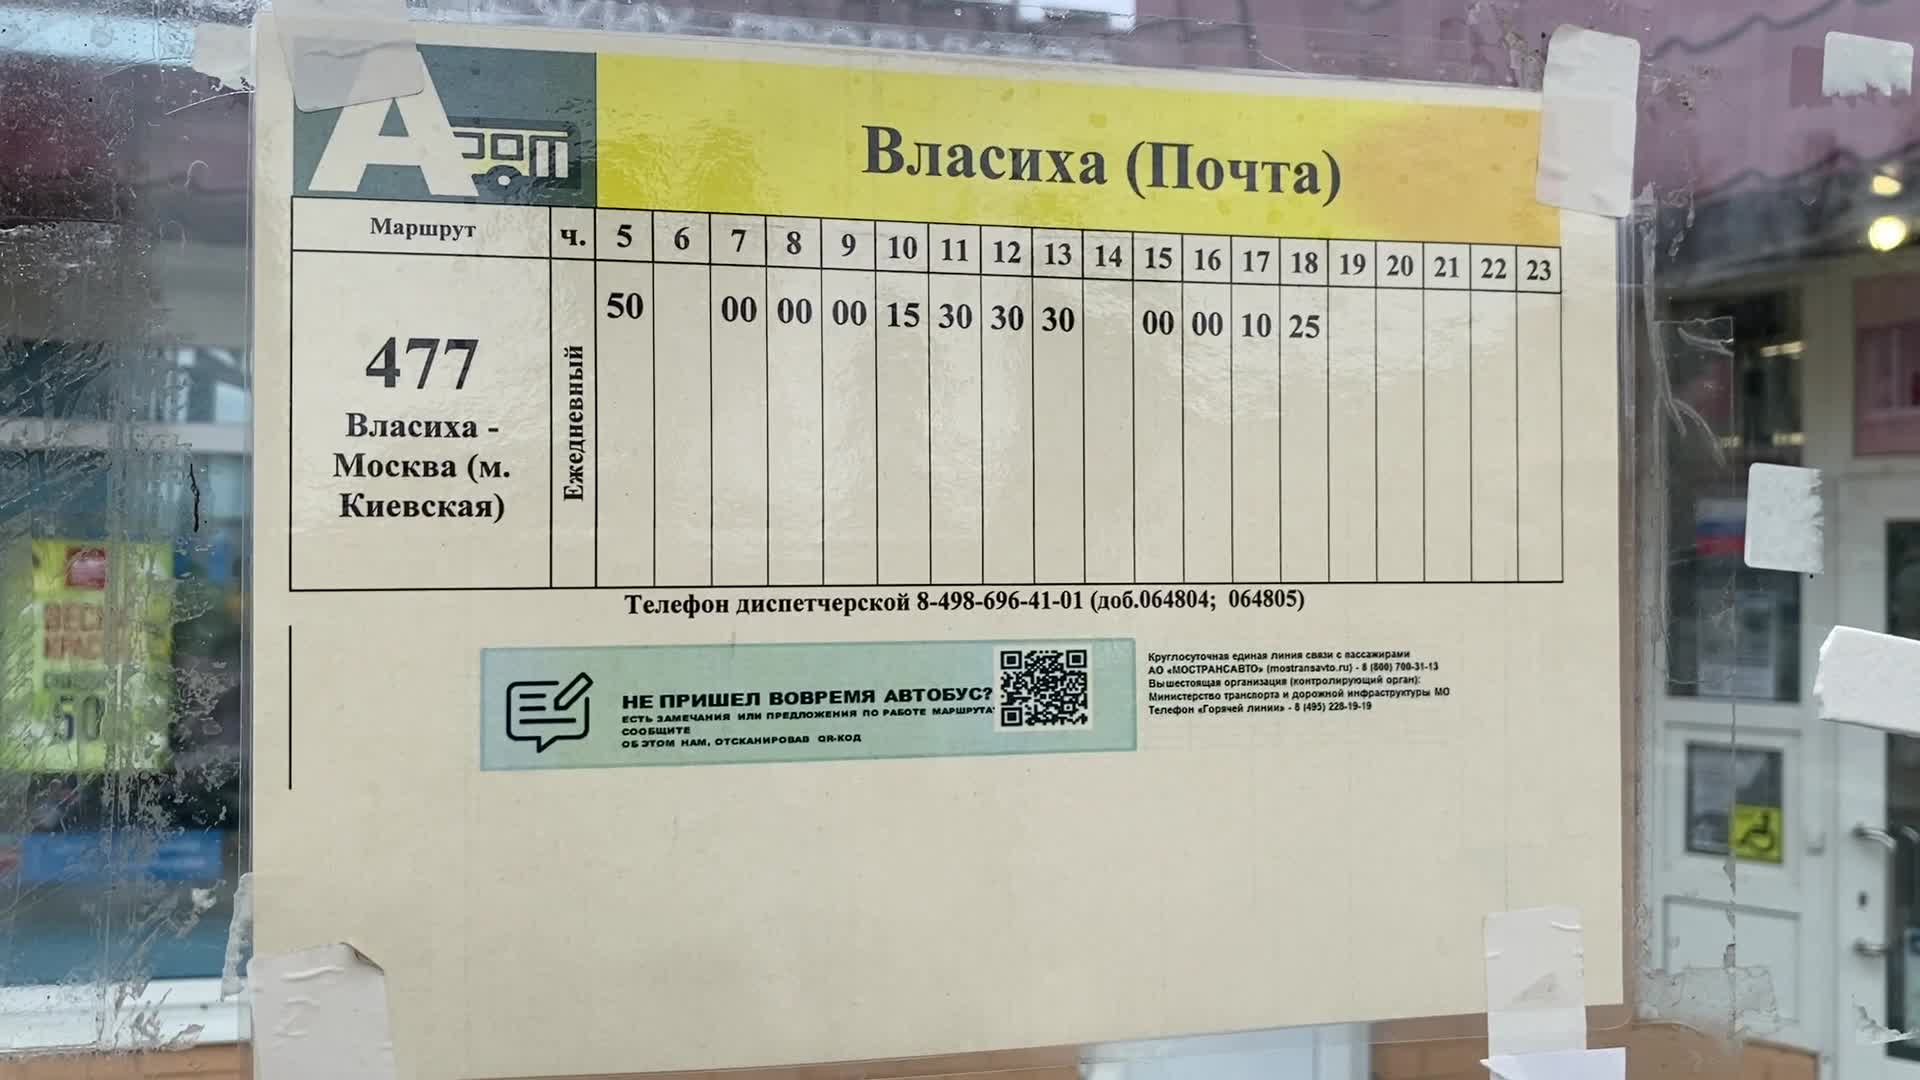 А
Власиха (Почта)
Маршрут ч. 5 6 7 8 9 10 11 12 13 14 15 16 17 18 19 20 21 22 23
50 00 00 00 15 30 30 30 00 00 10 25
477
Власиха -
Москва (м.
Киевская)
Ежедневный
Телефон диспетчерской 8-498-696-41-01 (доб.064804; 064805)
НЕ ПРИШЕЛ ВОВРЕМЯ АВТОБУС?
ЕСТЬ ЗАМЕЧАНИЯ ИЛИ ПРЕДЛОЖЕНИЯ ПО РАБОТЕ МАРШРУТА
СООБЩИТЕ
ОБ ЭТОМ НАМ, ОТСКАНИРОВАВ QR-КОД
Круглосуточная единая линия связи с пассажирами
АО «МОСТРАНСАВТО» (mostransavto.ru) - 8 (800) 700-31-13
Вышестоящая организация (контролирующий орган):
Министерство транспорта и дорожной инфраструктуры МО
Телефон «Горячей линии» - 8 (495) 228-19-19
50